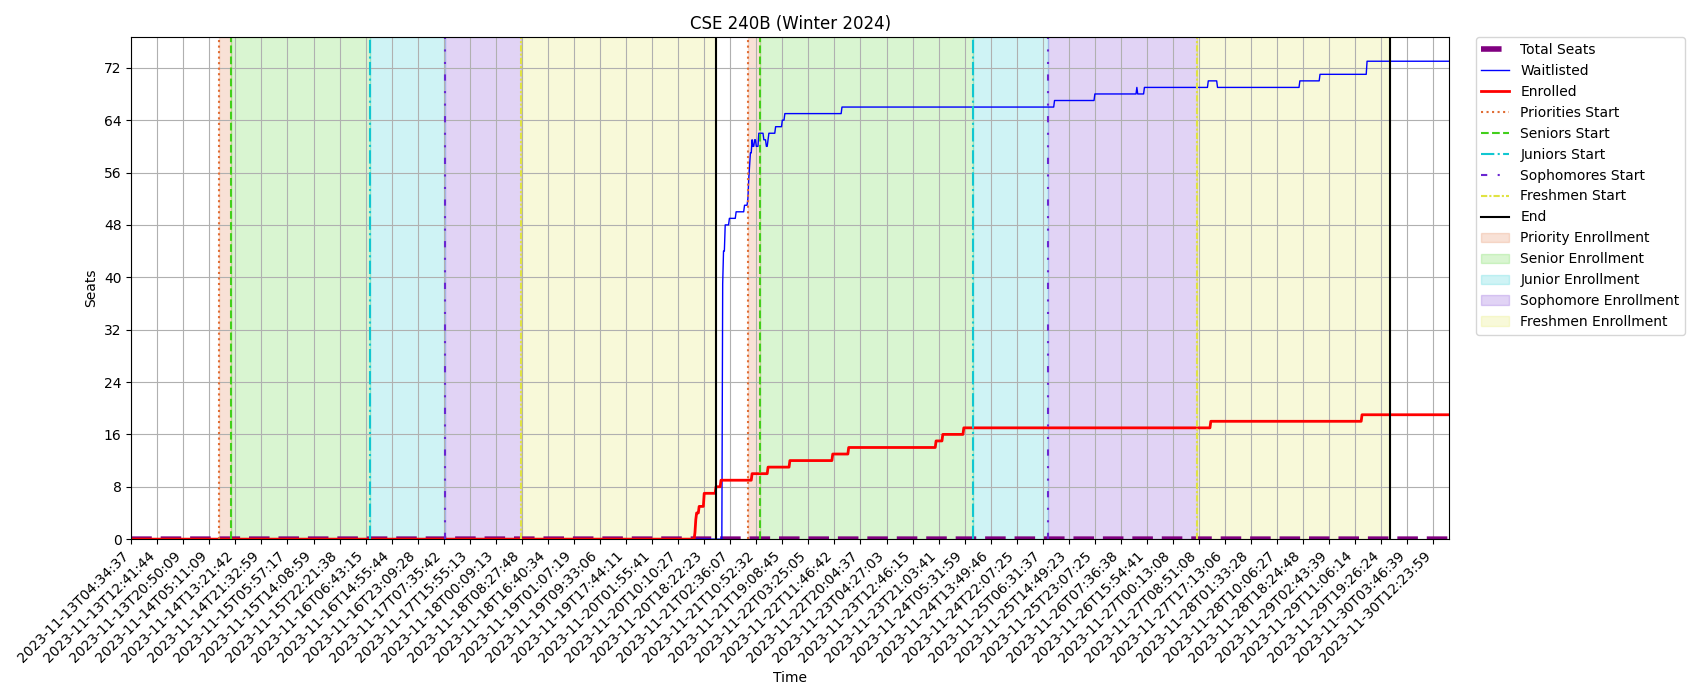 CSE 240B (Winter 2024)
Seats
72
64
56
48
40
32
24
16
8
0
2023-11-13T04:34:37
2023-11-13T12:41:44
2023-11-13T20:50:09
2023-11-14T05:11:09
2023-11-14T13:21:42
2023-11-14T21:32:59
2023-11-15T05:57:17
2023-11-15T14:08:59
2023-11-15T22:21:38
2023-11-16T06:43:15
2023-11-16T14:55:44
2023-11-16T23:09:28
2023-11-17T07:35:42
2023-11-17T15:55:13
2023-11-18T00:09:13
2023-11-18T08:27:48
2023-11-18T16:40:34
2023-11-19T01:07:19
2023-11-19T09:33:06
2023-11-19T17:44:11
2023-11-20T01:55:41
2023-11-20T10:10:27
2023-11-20T18:22:23
2023-11-21T02:36:07
2023-11-21T10:52:32
2023-11-21T19:08:45
2023-11-22T03:25:05
2023-11-22T11:46:42
2023-11-22T20:04:37
2023-11-23T04:27:03
2023-11-23T12:46:15
2023-11-23T21:03:41
2023-11-24T05:31:59
2023-11-24T13:49:46
2023-11-24T22:07:25
2023-11-25T06:31:37
2023-11-25T14:49:23
2023-11-25T23:07:25
2023-11-26T07:36:38
2023-11-26T15:54:41
2023-11-27T00:13:08
2023-11-27T08:51:08
2023-11-27T17:13:06
2023-11-28T01:33:28
2023-11-28T10:06:27
2023-11-28T18:24:48
2023-11-29T02:43:39
2023-11-29T11:06:14
2023-11-29T19:26:24
2023-11-30T03:46:39
2023-11-30T12:23:59
Time
Total Seats
Waitlisted
Enrolled
Priorities Start
Seniors Start
Juniors Start
Sophomores Start
Freshmen Start
End
Priority Enrollment
Senior Enrollment
Junior Enrollment
Sophomore Enrollment
Freshmen Enrollment